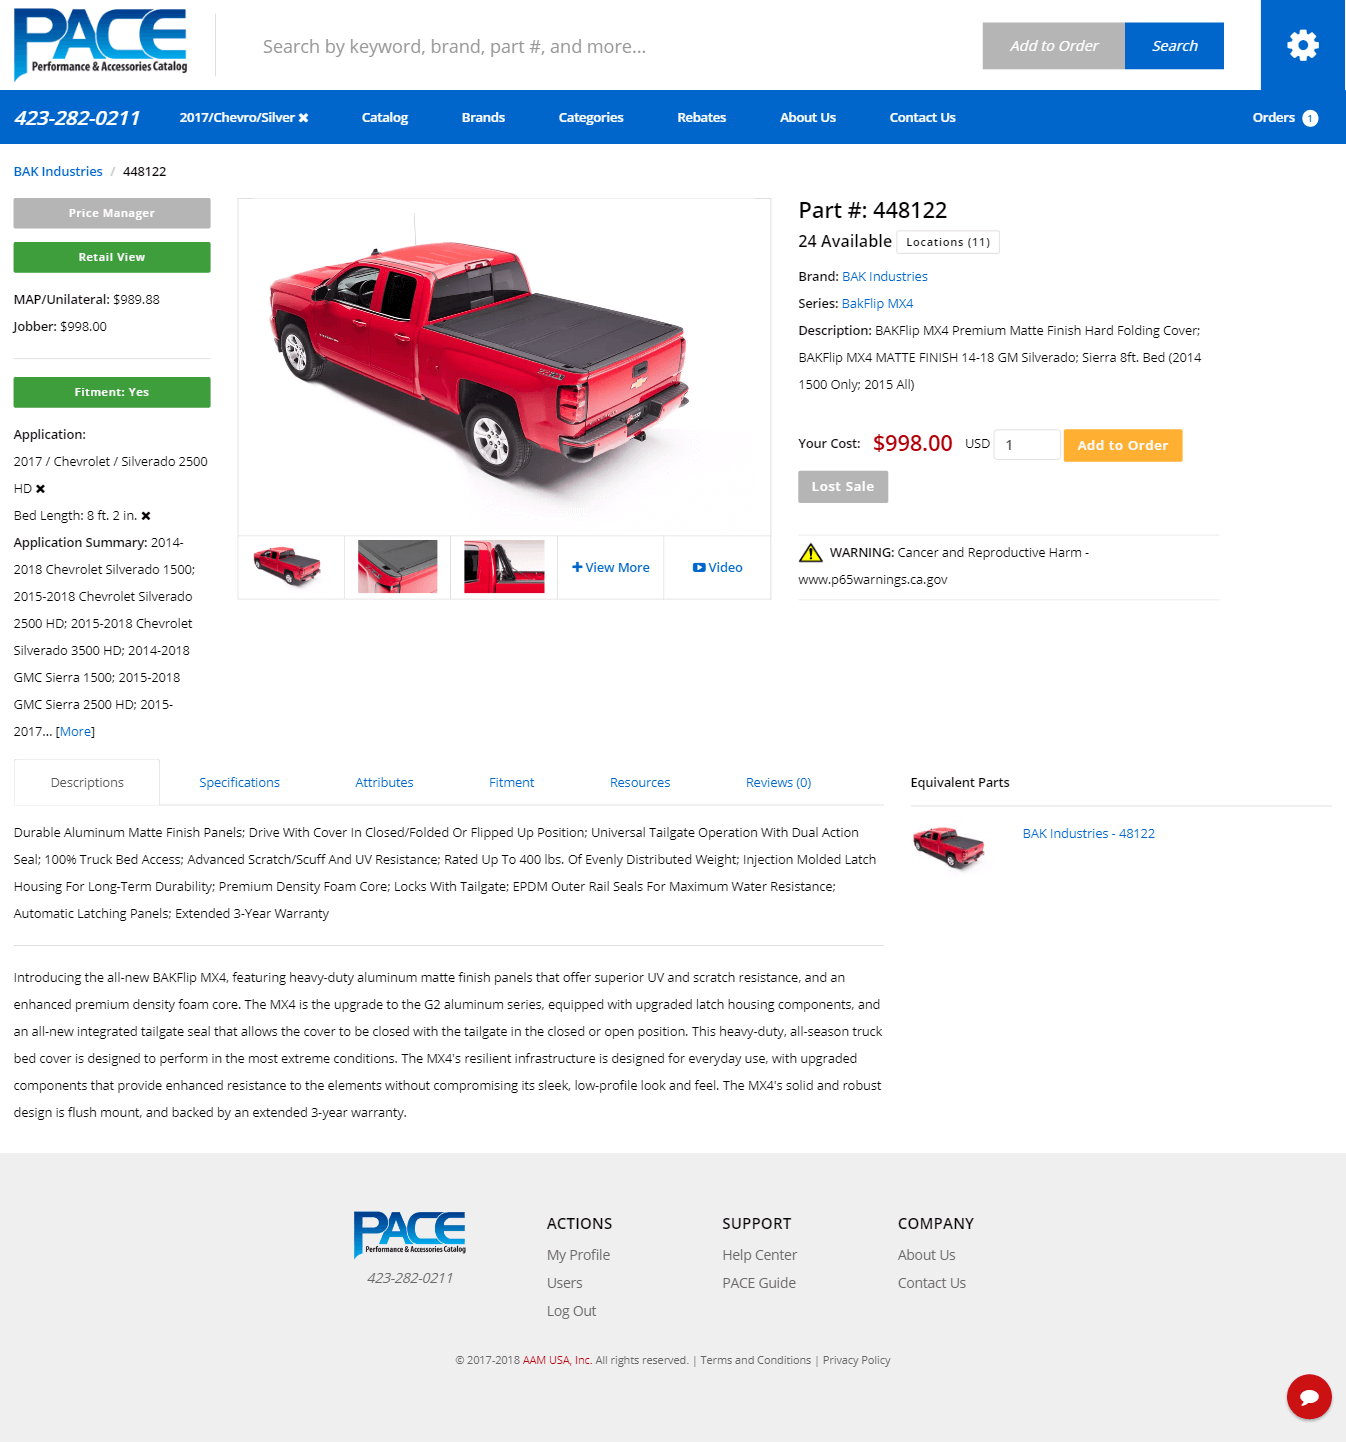 PACE
Performance & Accessories Catalog
Search by keyword, brand, part #, and more...
Add to Order
Search
423-282-0211
2017/Chevro/Silver ✖
Catalog
Brands
Categories
Rebates
About Us
Contact Us
Orders 1
BAK Industries / 448122
Price Manager
Retail View
MAP/Unilateral: $989.88
Jobber: $998.00
Fitment: Yes
Application:
2017 / Chevrolet / Silverado 2500
HD ✖
Bed Length: 8 ft. 2 in. ✖
Application Summary: 2014-
2018 Chevrolet Silverado 1500;
2015-2018 Chevrolet Silverado
2500 HD; 2015-2018 Chevrolet
Silverado 3500 HD; 2014-2018
GMC Sierra 1500; 2015-2018
GMC Sierra 2500 HD; 2015-
2017... [More]
View More
Video
Part #: 448122
24 Available Locations (11)
Brand: BAK Industries
Series: BakFlip MX4
Description: BAKFlip MX4 Premium Matte Finish Hard Folding Cover;
BAKFlip MX4 MATTE FINISH 14-18 GM Silverado; Sierra 8ft. Bed (2014
1500 Only; 2015 All)
Your Cost: $998.00 USD 1 Add to Order
Lost Sale
WARNING: Cancer and Reproductive Harm -
www.p65warnings.ca.gov
Descriptions
Specifications
Attributes
Fitment
Resources
Reviews (0)
Durable Aluminum Matte Finish Panels; Drive With Cover In Closed/Folded Or Flipped Up Position; Universal Tailgate Operation With Dual Action
Seal; 100% Truck Bed Access; Advanced Scratch/Scuff And UV Resistance; Rated Up To 400 lbs. Of Evenly Distributed Weight; Injection Molded Latch
Housing For Long-Term Durability; Premium Density Foam Core; Locks With Tailgate; EPDM Outer Rail Seals For Maximum Water Resistance;
Automatic Latching Panels; Extended 3-Year Warranty
Introducing the all-new BAKFlip MX4, featuring heavy-duty aluminum matte finish panels that offer superior UV and scratch resistance, and an
enhanced premium density foam core. The MX4 is the upgrade to the G2 aluminum series, equipped with upgraded latch housing components, and
an all-new integrated tailgate seal that allows the cover to be closed with the tailgate in the closed or open position. This heavy-duty, all-season truck
bed cover is designed to perform in the most extreme conditions. The MX4's resilient infrastructure is designed for everyday use, with upgraded
components that provide enhanced resistance to the elements without compromising its sleek, low-profile look and feel. The MX4's solid and robust
design is flush mount, and backed by an extended 3-year warranty.
Equivalent Parts
BAK Industries - 48122
PACE
Performance & Accessories Catalog
423-282-0211
ACTIONS
My Profile
Users
Log Out
SUPPORT
Help Center
PACE Guide
COMPANY
About Us
Contact Us
© 2017-2018 AAM USA, Inc. All rights reserved. | Terms and Conditions | Privacy Policy